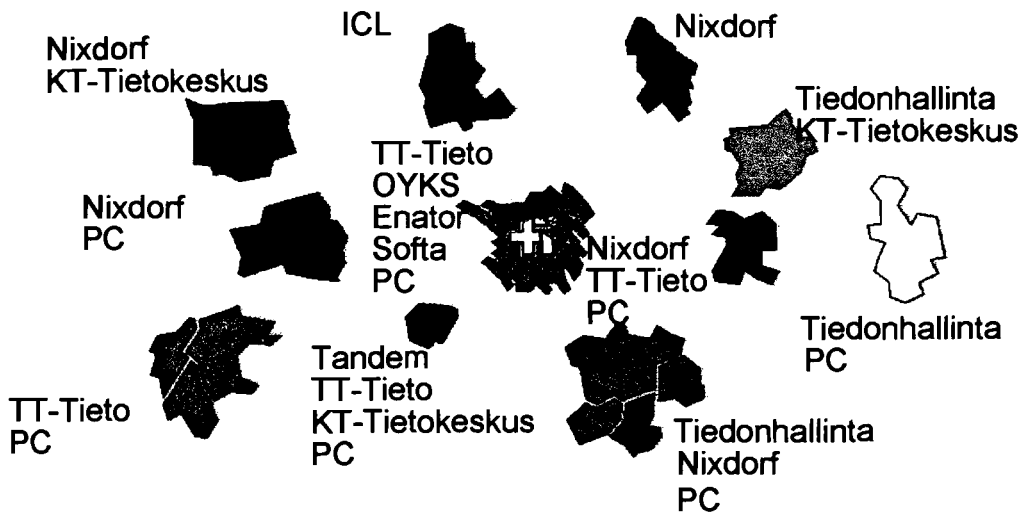 ICL
Nixdorf
KT-Tietokeskus
Nixdorf
Tiedonhallinta
KT-Tietokeskus
TT-Tieto
OYKS
Enator
Softa
PC
Nixdorf
PC
Nixdorf
TT-Tieto
PC
Tiedonhallinta
PC
Tandem
TT-Tieto
KT-Tietokeskus
PC
TT-Tieto
PC
Tiedonhallinta
Nixdorf
PC